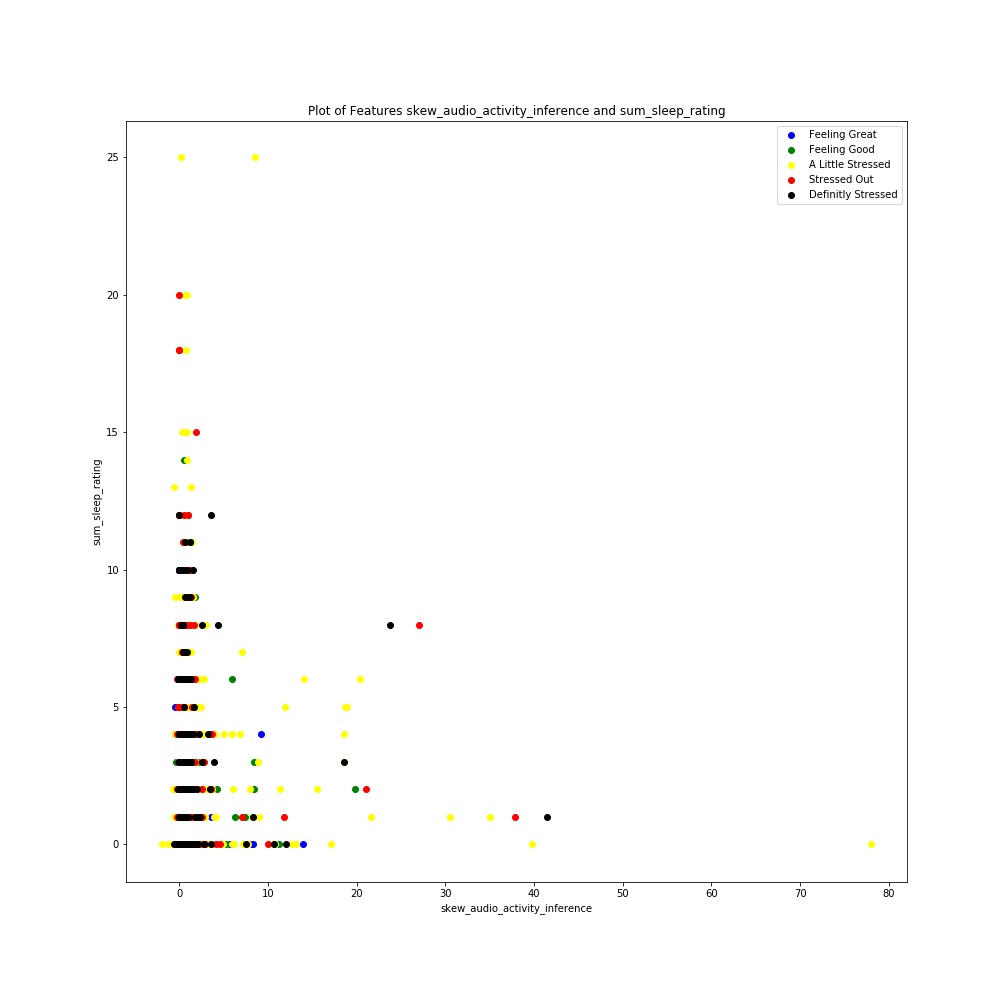 Plot of Features skew_audio_activity_inference and sum_sleep_rating
Feeling Great
Feeling Good
A Little Stressed
Stressed Out
Definitly Stressed
25
20
15
10
5
0
sum_sleep_rating
0 10 20 30 40 50 60 70 80
skew_audio_activity_inference